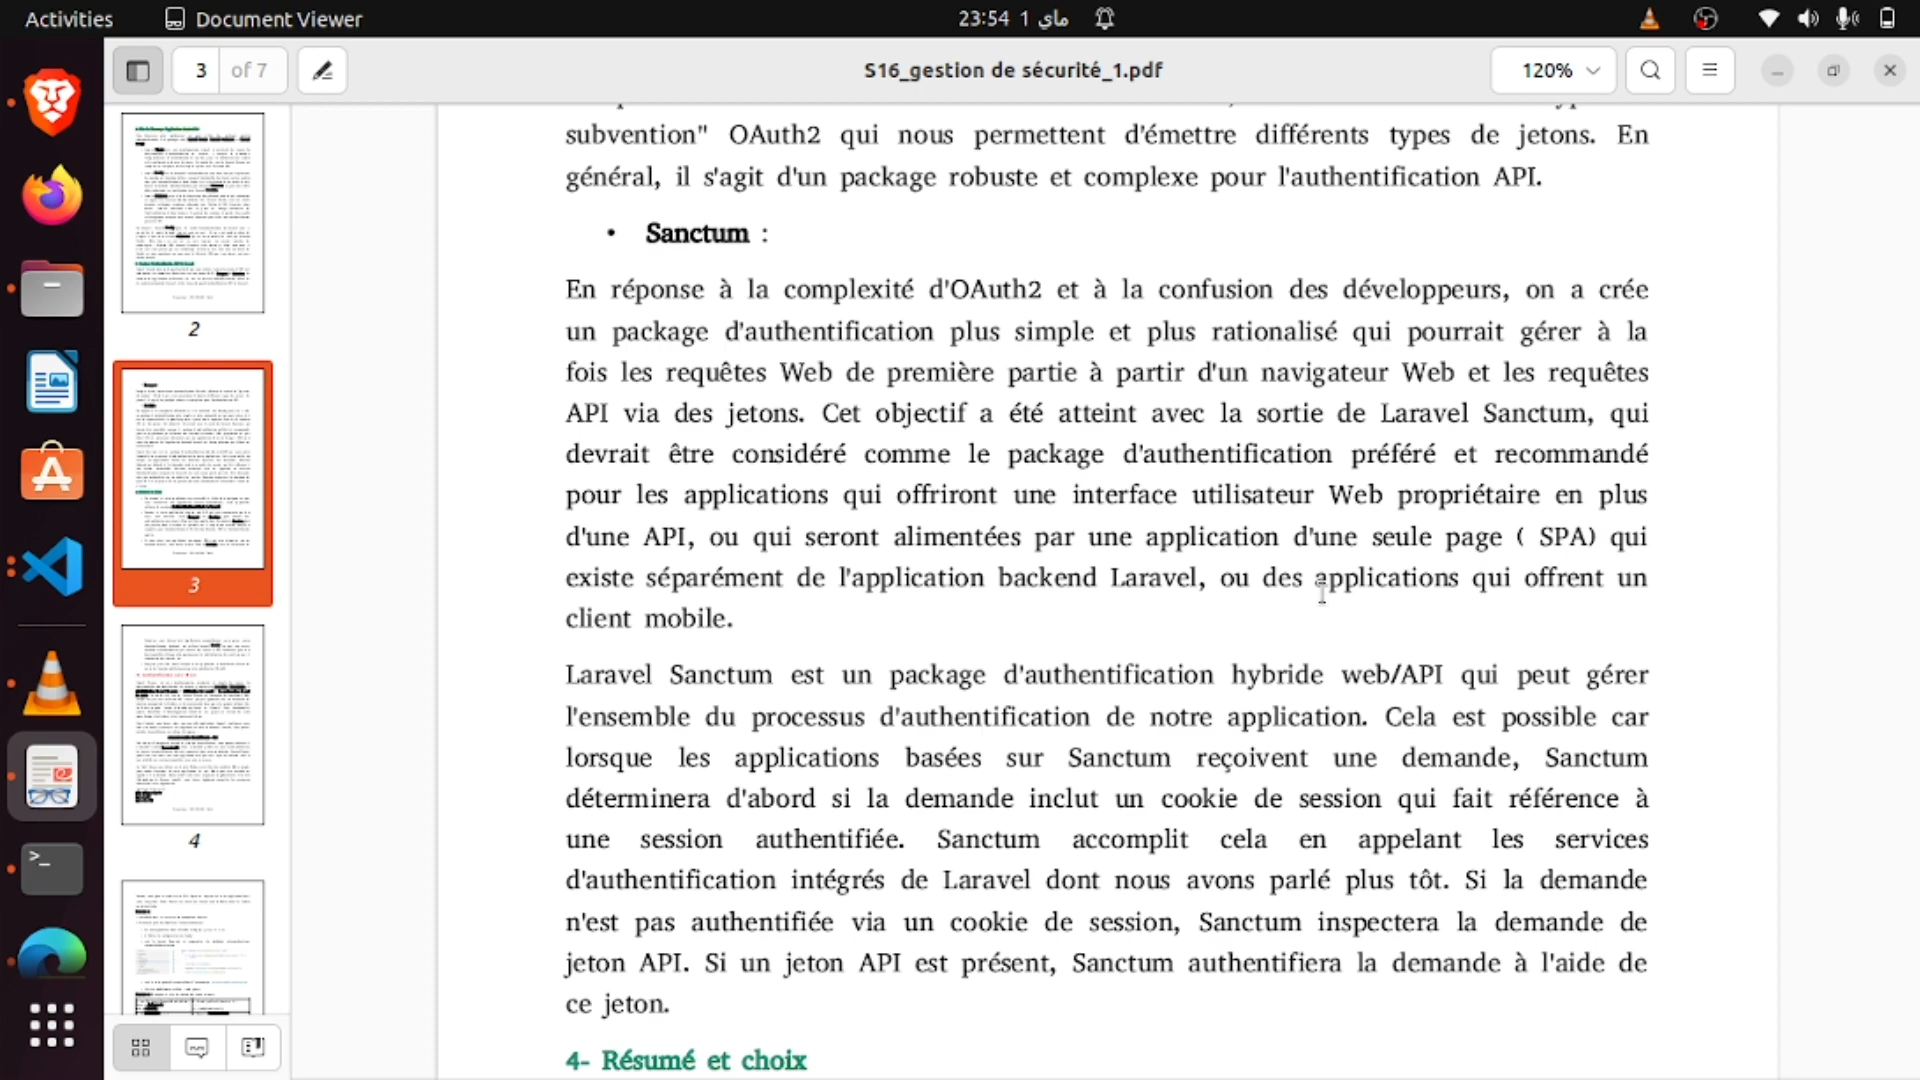 Activities
Document Viewer
23:54 1 ماي
3 of 7
S16_gestion de sécurité_1.pdf
120%
2
3
4
subvention" OAuth2 qui nous permettent d'émettre différents types de jetons. En
général, il s'agit d'un package robuste et complexe pour l'authentification API.
• Sanctum :
En réponse à la complexité d'OAuth2 et à la confusion des développeurs, on a crée
un package d'authentification plus simple et plus rationalisé qui pourrait gérer à la
fois les requêtes Web de première partie à partir d'un navigateur Web et les requêtes
API via des jetons. Cet objectif a été atteint avec la sortie de Laravel Sanctum, qui
devrait être considéré comme le package d'authentification préféré et recommandé
pour les applications qui offriront une interface utilisateur Web propriétaire en plus
d'une API, ou qui seront alimentées par une application d'une seule page ( SPA) qui
existe séparément de l'application backend Laravel, ou des applications qui offrent un
client mobile.
Laravel Sanctum est un package d'authentification hybride web/API qui peut gérer
l'ensemble du processus d'authentification de notre application. Cela est possible car
lorsque les applications basées sur Sanctum reçoivent une demande, Sanctum
déterminera d'abord si la demande inclut un cookie de session qui fait référence à
une session authentifiée. Sanctum accomplit cela en appelant les services
d'authentification intégrés de Laravel dont nous avons parlé plus tôt. Si la demande
n'est pas authentifiée via un cookie de session, Sanctum inspectera la demande de
jeton API. Si un jeton API est présent, Sanctum authentifiera la demande à l'aide de
ce jeton.
4- Résumé et choix